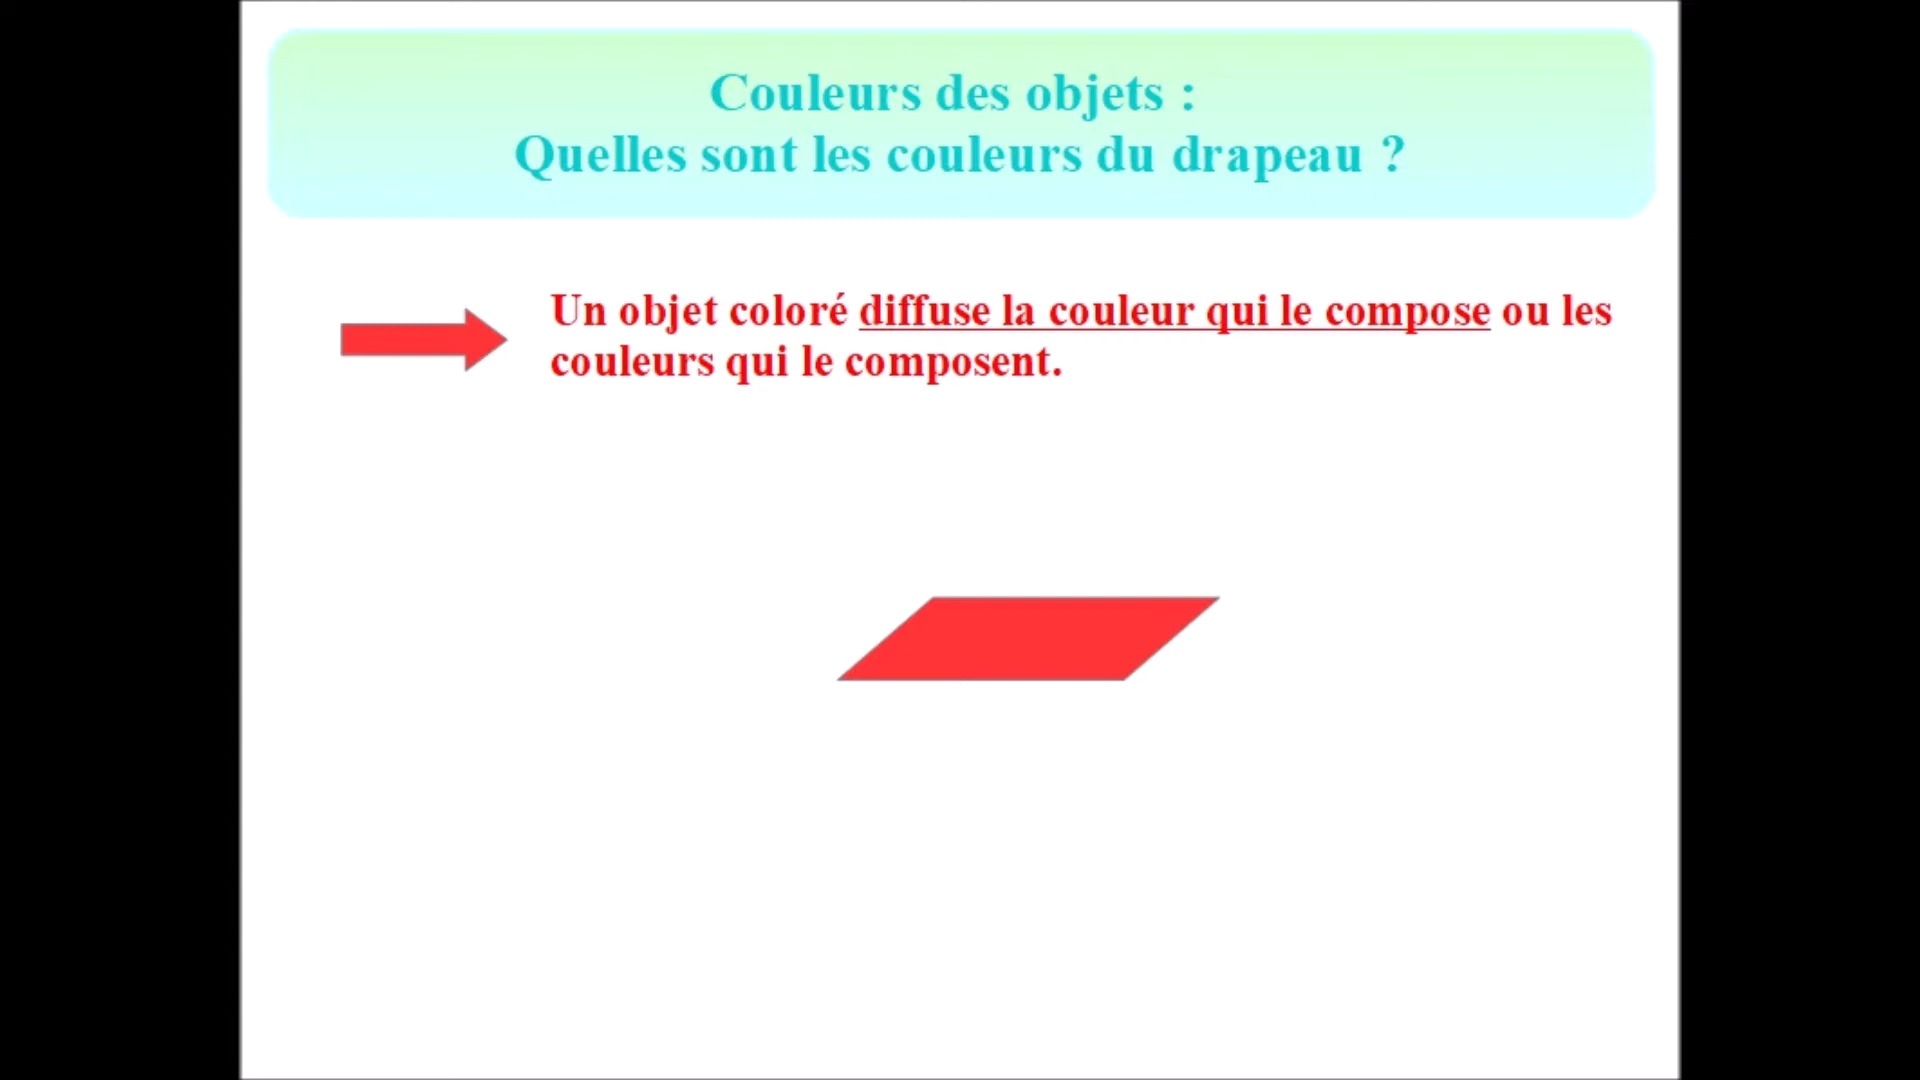 Couleurs des objets :
Quelles sont les couleurs du drapeau ?
Un objet coloré diffuse la couleur qui le compose ou les
couleurs qui le composent.